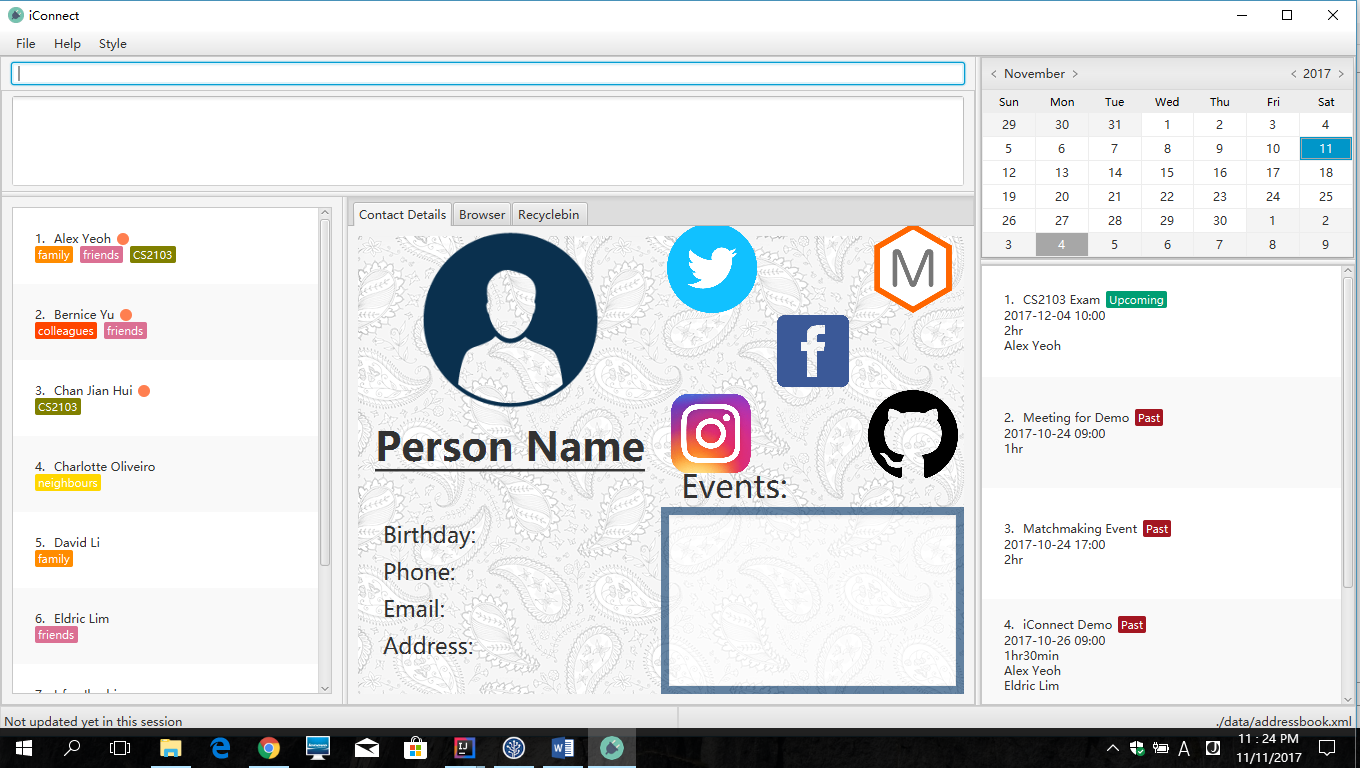 iConnect
File Help Style
< November > < 2017 >
Sun Mon Tue Wed Thu Fri Sat
29 30 31 1 2 3 4
5 6 7 8 9 10 11
12 13 14 15 16 17 18
19 20 21 22 23 24 25
26 27 28 29 30 1 2
3 4 5 6 7 8 9
1. Alex Yeoh
family friends CS2103
2. Bernice Yu
colleagues friends
3. Chan Jian Hui
CS2103
4. Charlotte Oliveiro
neighbours
5. David Li
family
6. Eldric Lim
friends
Contact Details Browser Recyclebin
M
Person Name
Birthday:
Phone:
Email:
Address:
Events:
1. CS2103 Exam Upcoming
2017-12-04 10:00
2hr
Alex Yeoh
2. Meeting for Demo Past
2017-10-24 09:00
1hr
3. Matchmaking Event Past
2017-10-24 17:00
2hr
4. iConnect Demo Past
2017-10-26 09:00
1hr30min
Alex Yeoh
Eldric Lim
Not updated yet in this session
./data/addressbook.xml
11 : 24 PM
11/11/2017